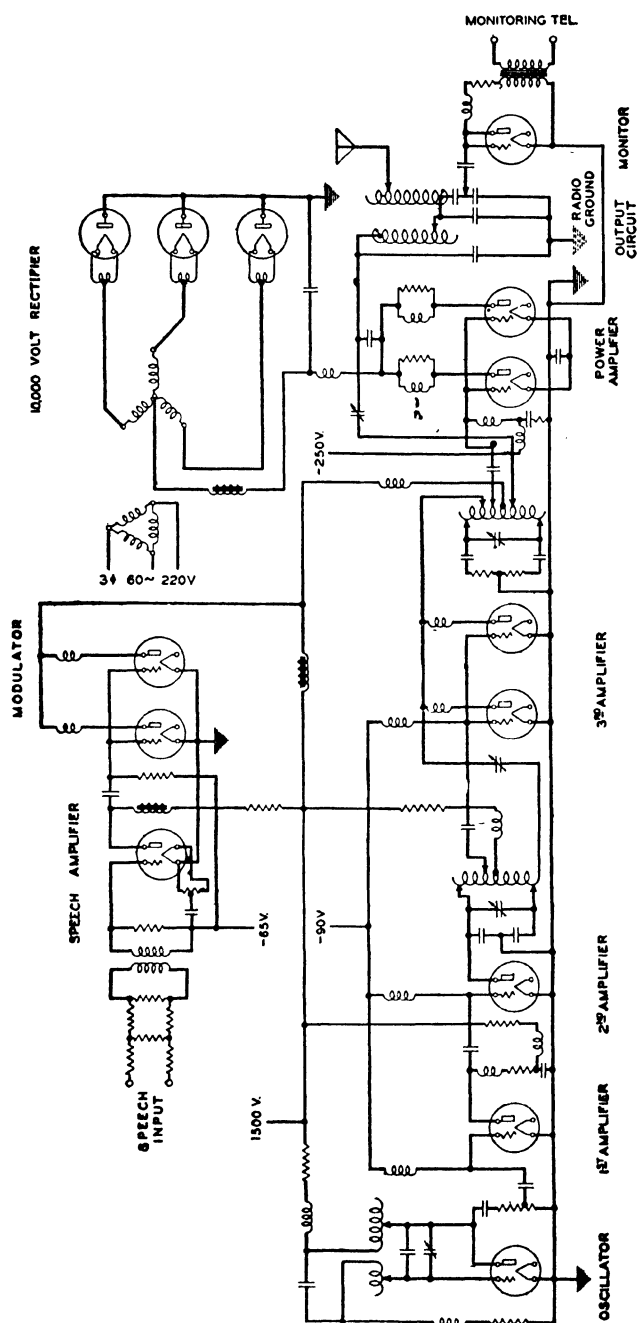 MONITORING TEL.
MONITOR
RADIO
GROUND
OUTPUT
CIRCUIT
10,000 VOLT RECTIFIER
POWER
AMPLIFIER
-250V.
3ϕ 60~ 220V
MODULATOR
3RD AMPLIFIER
SPEECH AMPLIFIER
-65V.
-90V
2ND AMPLIFIER
SPEECH
INPUT
1500 V.
1ST AMPLIFIER
OSCILLATOR